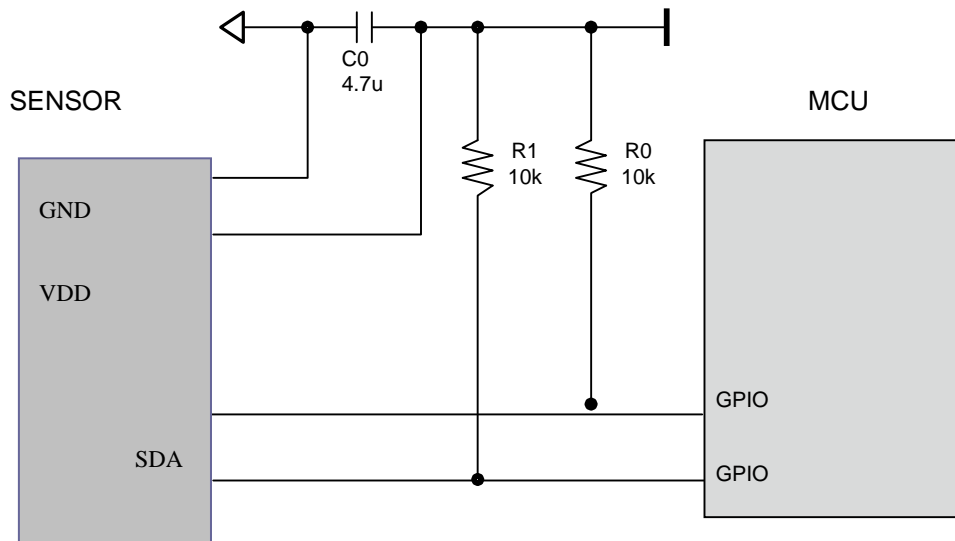 C0
4.7u
SENSOR
MCU
R1
10k
R0
10k
GND
VDD
GPIO
SDA
GPIO